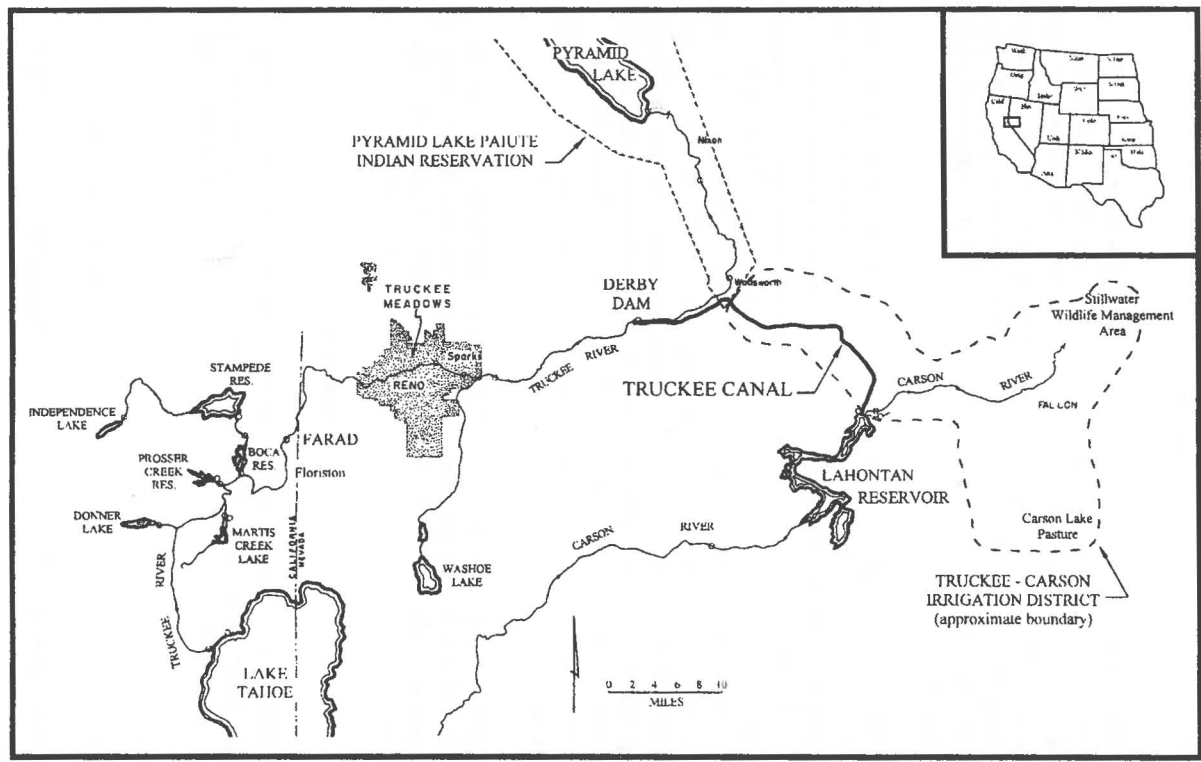 PYRAMID
LAKE
PYRAMID LAKE PAIUTE
INDIAN RESERVATION
Nixon
Wadsworth
DERBY
DAM
TRUCKEE
MEADOWS
Sparks
RENO
TRUCKEE RIVER
TRUCKEE CANAL
Stillwater
Wildlife Management
Area
CARSON RIVER
FALLON
STAMPEDE
RES.
INDEPENDENCE
LAKE
BOCA
RES.
FARAD
Floriston
PROSSER
CREEK
RES.
DONNER
LAKE
MARTIS
CREEK
LAKE
CALIFORNIA
NEVADA
TRUCKEE RIVER
LAKE
TAHOE
WASHOE
LAKE
CARSON RIVER
LAHONTAN
RESERVOIR
Carson Lake
Pasture
TRUCKEE - CARSON
IRRIGATION DISTRICT
(approximate boundary)
0 2 4 6 8 10
MILES